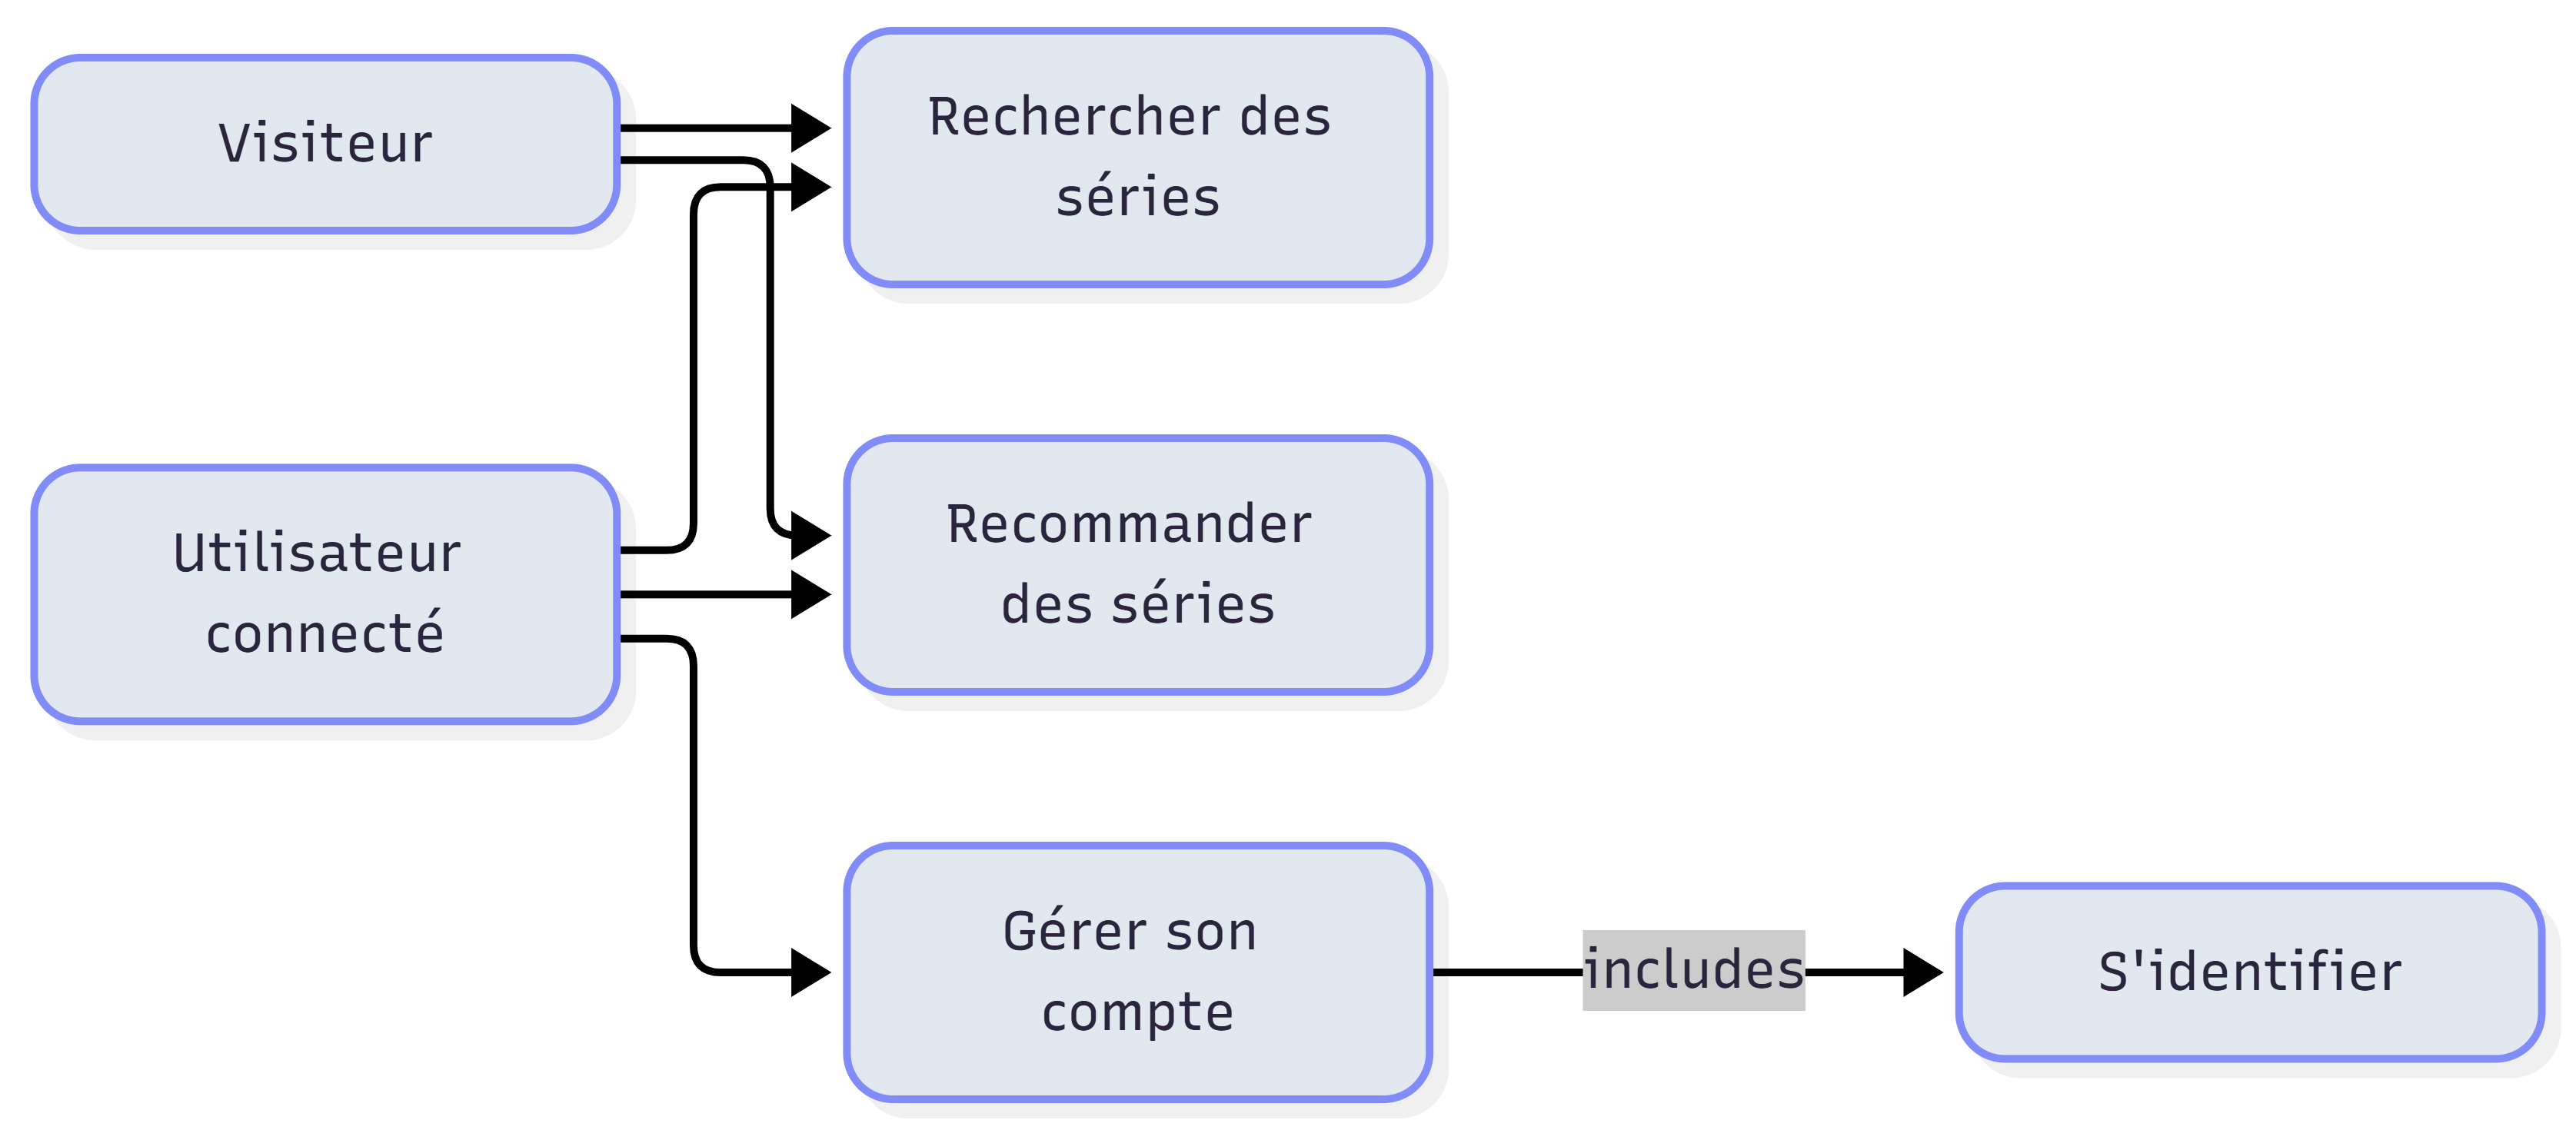 Visiteur
Rechercher des
séries
Utilisateur
connecté
Recommander
des séries
Gérer son
compte
includes
S'identifier